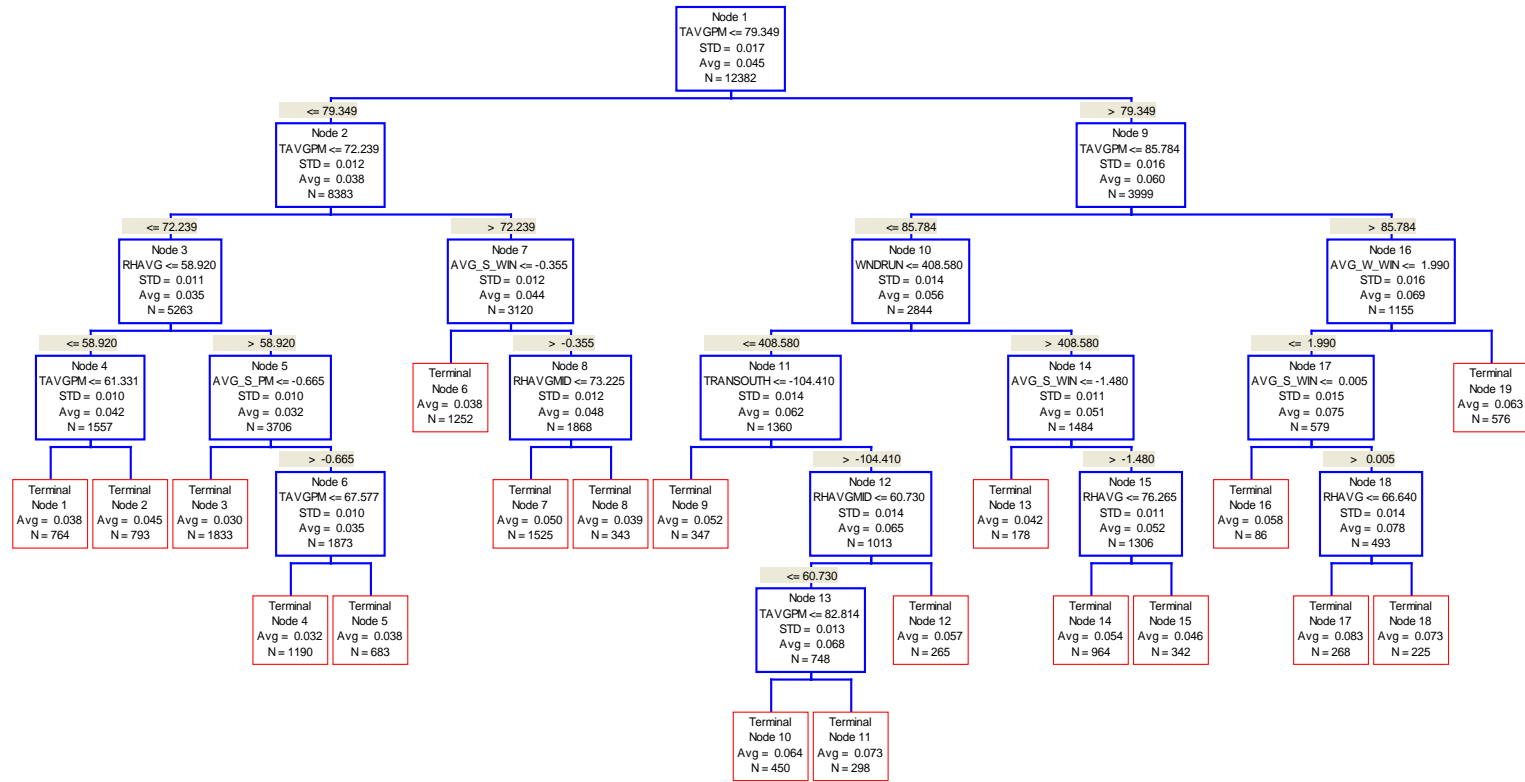 Node 1
TAVGPM <= 79.349
STD = 0.017
Avg = 0.045
N = 12382
<= 79.349
> 79.349
Node 2
TAVGPM <= 72.239
STD = 0.012
Avg = 0.038
N = 8383
Node 9
TAVGPM <= 85.784
STD = 0.016
Avg = 0.060
N = 3999
<= 72.239
> 72.239
<= 85.784
> 85.784
Node 3
RHAVG <= 58.920
STD = 0.011
Avg = 0.035
N = 5263
Node 7
AVG_S_WIN <= -0.355
STD = 0.012
Avg = 0.044
N = 3120
Node 10
WNDRUN <= 408.580
STD = 0.014
Avg = 0.056
N = 2844
Node 16
AVG_W_WIN <= 1.990
STD = 0.016
Avg = 0.069
N = 1155
<= 58.920
> 58.920
> -0.355
<= 408.580
> 408.580
<= 1.990
Node 4
TAVGPM <= 61.331
STD = 0.010
Avg = 0.042
N = 1557
Node 5
AVG_S_PM <= -0.665
STD = 0.010
Avg = 0.032
N = 3706
Terminal
Node 6
Avg = 0.038
N = 1252
Node 8
RHAVGMID <= 73.225
STD = 0.012
Avg = 0.048
N = 1868
Node 11
TRANSOUTH <= -104.410
STD = 0.014
Avg = 0.062
N = 1360
Node 14
AVG_S_WIN <= -1.480
STD = 0.011
Avg = 0.051
N = 1484
Node 17
AVG_S_WIN <= 0.005
STD = 0.015
Avg = 0.075
N = 579
Terminal
Node 19
Avg = 0.063
N = 576
> -0.665
> -104.410
> -1.480
> 0.005
Terminal
Node 1
Avg = 0.038
N = 764
Terminal
Node 2
Avg = 0.045
N = 793
Terminal
Node 3
Avg = 0.030
N = 1833
Node 6
TAVGPM <= 67.577
STD = 0.010
Avg = 0.035
N = 1873
Terminal
Node 7
Avg = 0.050
N = 1525
Terminal
Node 8
Avg = 0.039
N = 343
Terminal
Node 9
Avg = 0.052
N = 347
Node 12
RHAVGMID <= 60.730
STD = 0.014
Avg = 0.065
N = 1013
Terminal
Node 13
Avg = 0.042
N = 178
Node 15
RHAVG <= 76.265
STD = 0.011
Avg = 0.052
N = 1306
Terminal
Node 16
Avg = 0.058
N = 86
Node 18
RHAVG <= 66.640
STD = 0.014
Avg = 0.078
N = 493
<= 60.730
Terminal
Node 4
Avg = 0.032
N = 1190
Terminal
Node 5
Avg = 0.038
N = 683
Node 13
TAVGPM <= 82.814
STD = 0.013
Avg = 0.068
N = 748
Terminal
Node 12
Avg = 0.057
N = 265
Terminal
Node 14
Avg = 0.054
N = 964
Terminal
Node 15
Avg = 0.046
N = 342
Terminal
Node 17
Avg = 0.083
N = 268
Terminal
Node 18
Avg = 0.073
N = 225
Terminal
Node 10
Avg = 0.064
N = 450
Terminal
Node 11
Avg = 0.073
N = 298